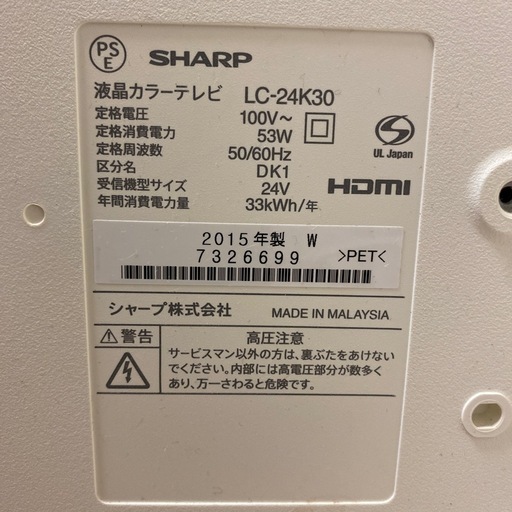 PS
E
SHARP
液晶カラーテレビ LC-24K30
定格電圧 100V～
定格消費電力 53W
定格周波数 50/60Hz
区分名 DK1
受信機型サイズ 24V
年間消費電力量 33kWh/年
S
UL Japan
HDMI
2015年製 W
7326699
>PET<
シャープ株式会社 MADE IN MALAYSIA
⚠警告
高圧注意
サービスマン以外の方は、裏ぶたをあけない
でください。内部には高電圧部分が数多く
あり、万一さわると危険です。